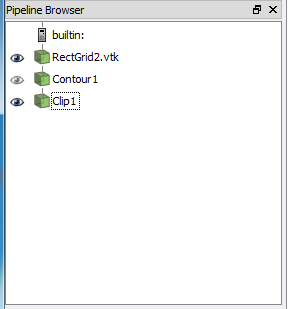 Pipeline Browser
builtin:
RectGrid2.vtk
Contour1
Clip1